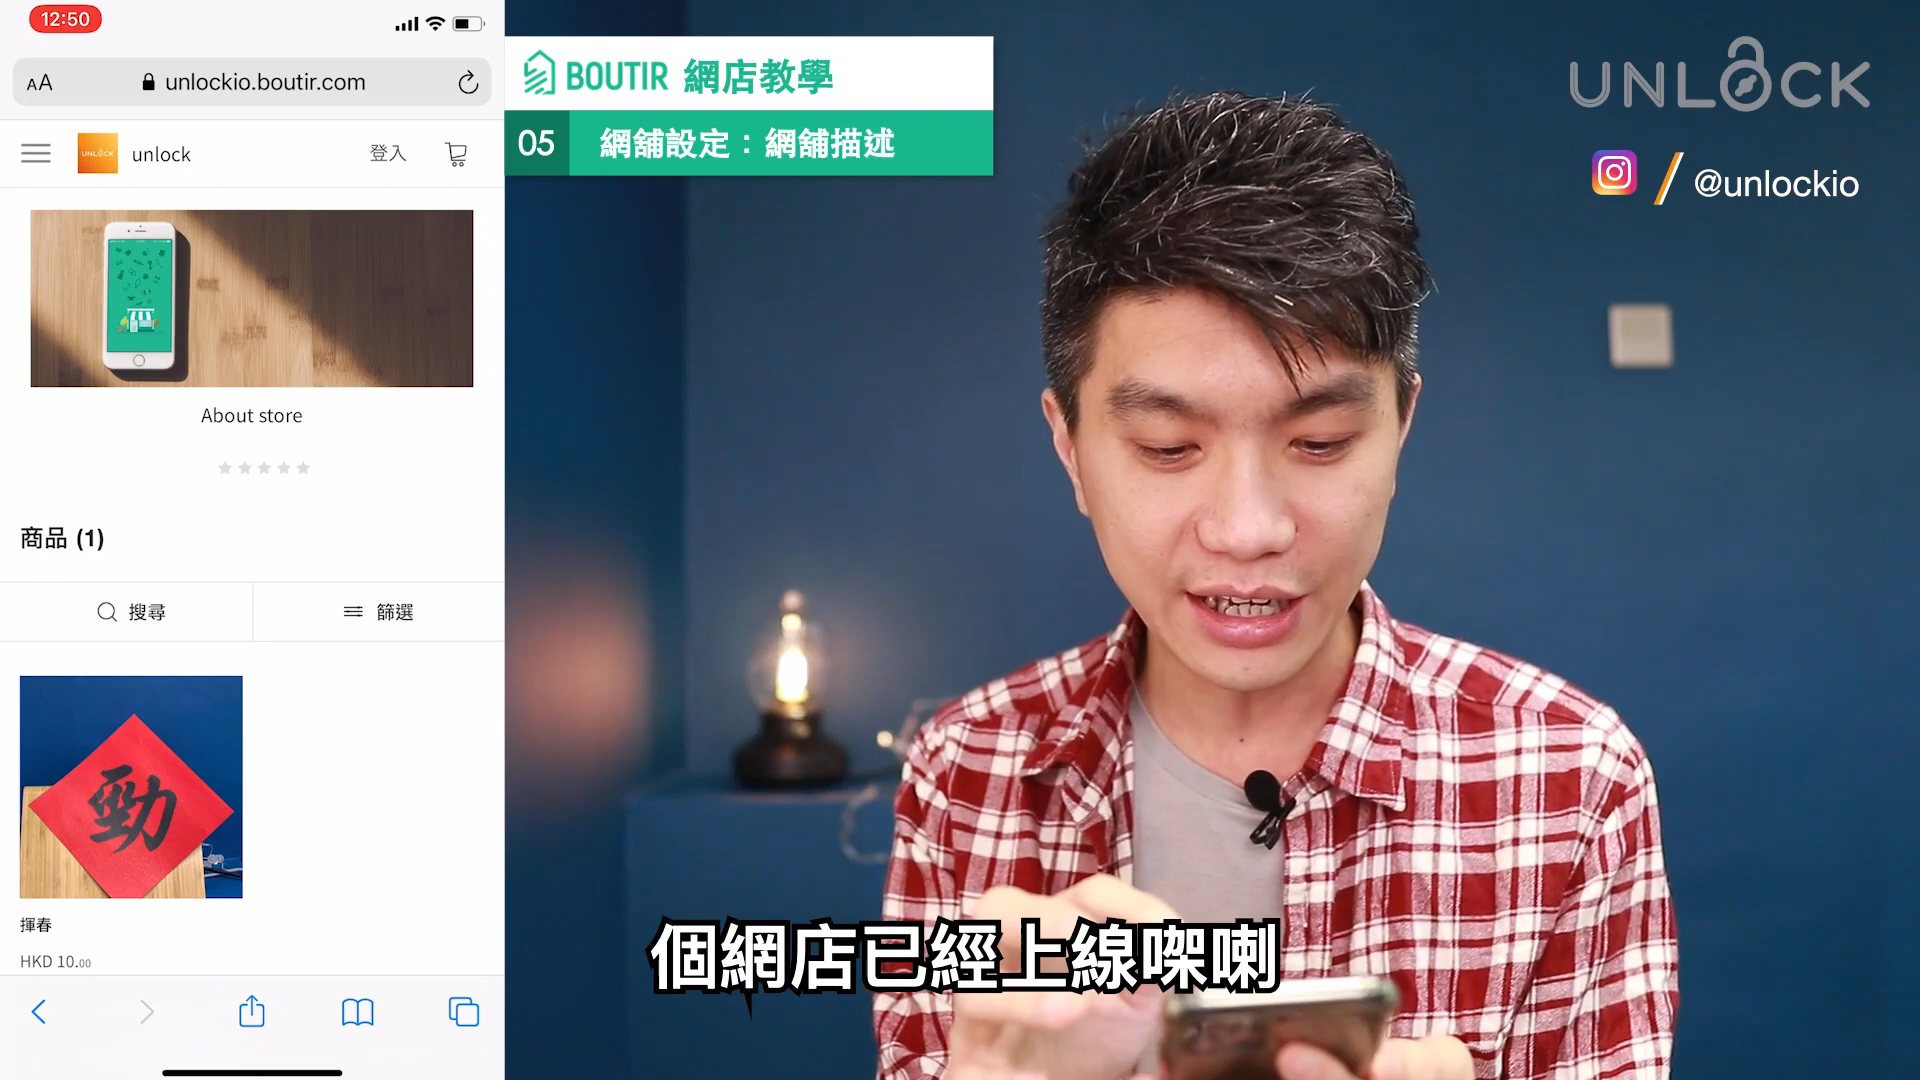 12:50
AA unlockio.boutir.com
UNLOCK unlock 登入
About store
商品 (1)
搜尋 篩選
勁
揮春
HKD 10.00
BOUTIR 網店教學
05 網舖設定：網舖描述
UNLOCK
@unlockio
個網店已經上線㗎喇